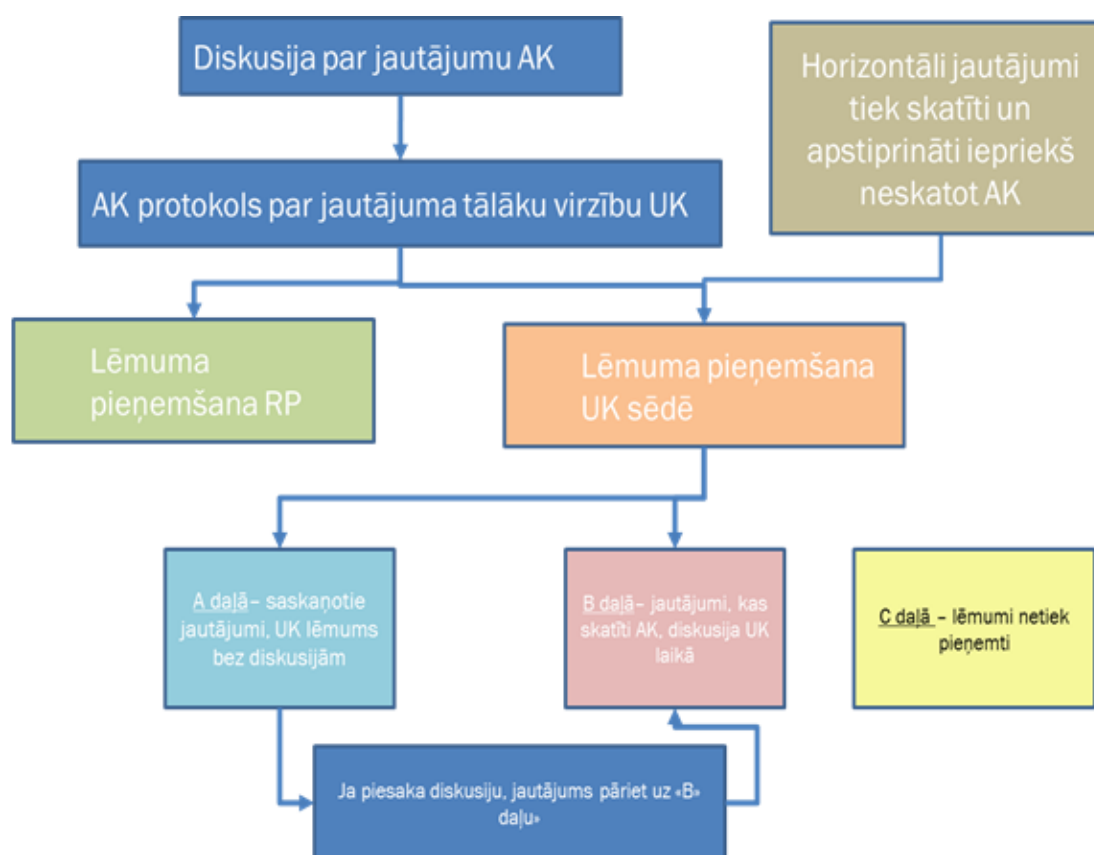 Diskusija par jautājumu AK
Horizontāli jautājumi
tiek skatīti un
apstiprināti iepriekš
neskatot AK
AK protokols par jautājuma tālāku virzību UK
Lēmuma
pieņemšana RP
Lēmuma pieņemšana
UK sēdē
A daļā– saskaņotie
jautājumi, UK lēmums
bez diskusijām
B daļā– jautājumi, kas
skatīti AK, diskusija UK
laikā
C daļā – lēmumi netiek
pieņemti
Ja piesaka diskusiju, jautājums pāriet uz «B»
daļu»